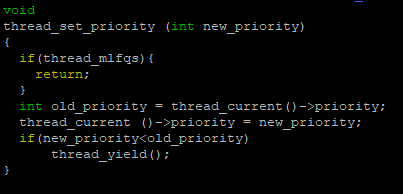 void
thread_set_priority (int new_priority)
{
  if(thread_mlfqs){
    return;
  }
  int old_priority = thread_current()->priority;
  thread_current ()->priority = new_priority;
  if(new_priority<old_priority)
      thread_yield();
}